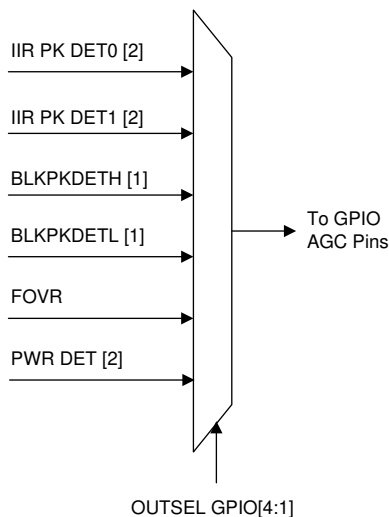 IIR PK DET0 [2]
IIR PK DET1 [2]
BLKPKDETH [1]
BLKPKDETL [1]
FOVR
PWR DET [2]
To GPIO
AGC Pins
OUTSEL GPIO[4:1]